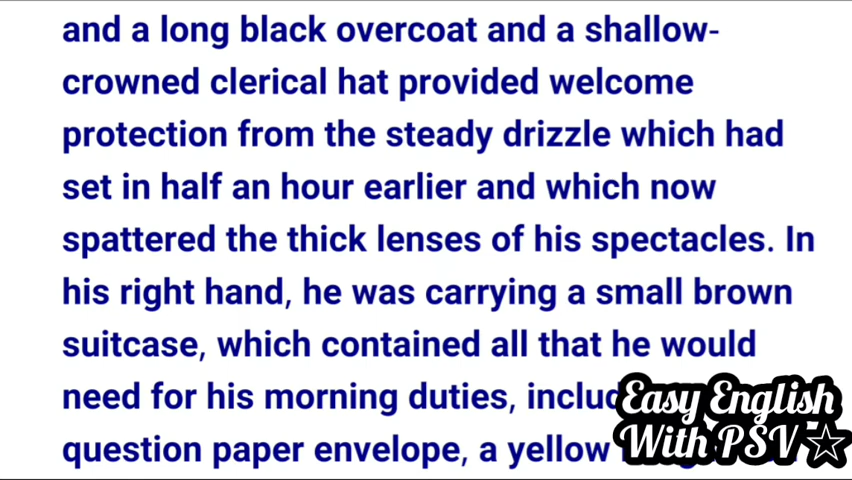 and a long black overcoat and a shallow-
crowned clerical hat provided welcome
protection from the steady drizzle which had
set in half an hour earlier and which now
spattered the thick lenses of his spectacles. In
his right hand, he was carrying a small brown
suitcase, which contained all that he would
need for his morning duties,
question paper envelope, a yellow
Easy English
With PSV ☆